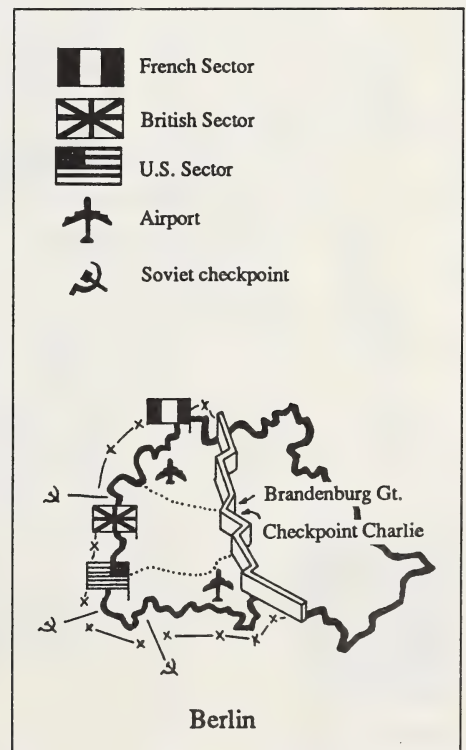 French Sector
British Sector
U.S. Sector
Airport
Soviet checkpoint
Brandenburg Gt.
Checkpoint Charlie
Berlin